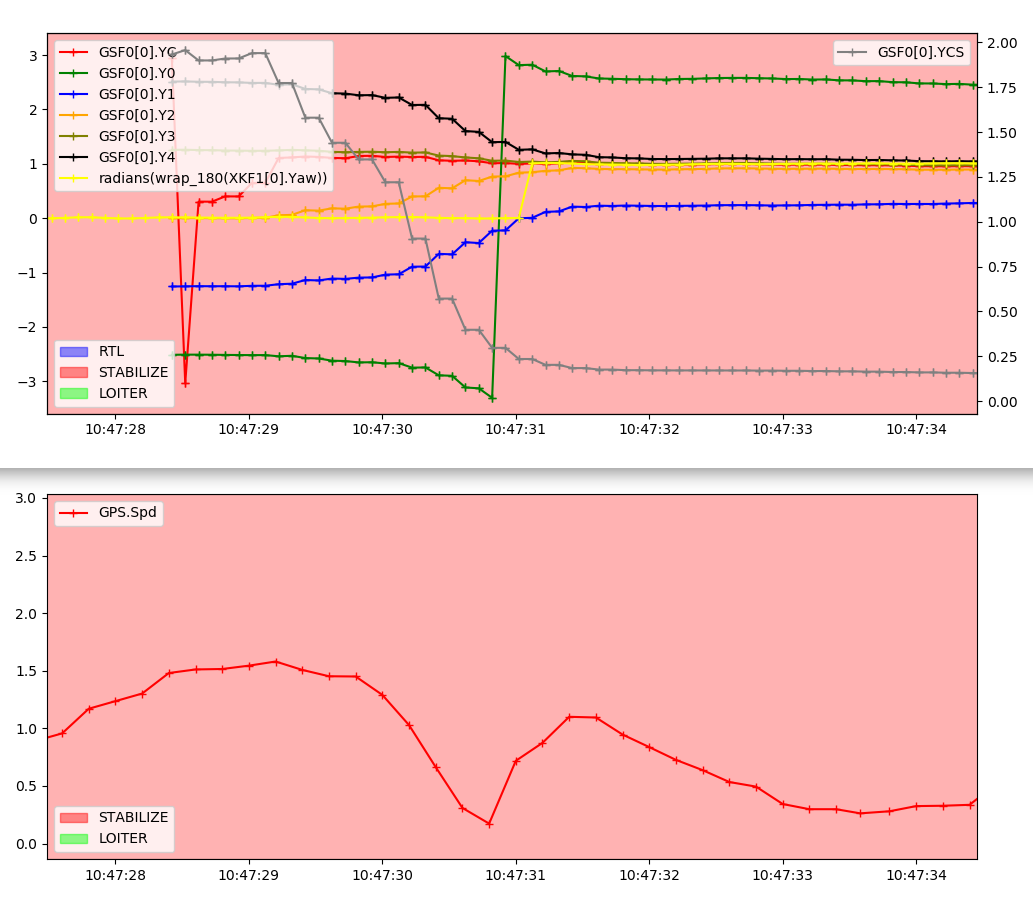 GSF0[0].YC
GSF0[0].Y0
GSF0[0].Y1
GSF0[0].Y2
GSF0[0].Y3
GSF0[0].Y4
radians(wrap_180(XKF1[0].Yaw))
GSF0[0].YCS
3
2
1
0
−1
−2
−3
2.00
1.75
1.50
1.25
1.00
0.75
0.50
0.25
0.00
RTL
STABILIZE
LOITER
10:47:28 10:47:29 10:47:30 10:47:31 10:47:32 10:47:33 10:47:34
GPS.Spd
3.0
2.5
2.0
1.5
1.0
0.5
0.0
STABILIZE
LOITER
10:47:28 10:47:29 10:47:30 10:47:31 10:47:32 10:47:33 10:47:34